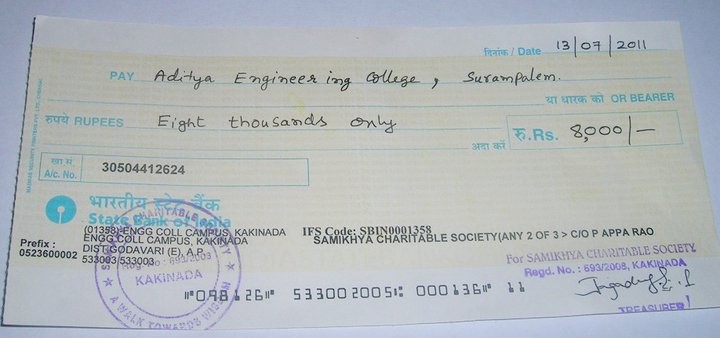 दिनांक / Date 13/07/2011
PAY Aditya Engineering College, Surampalem.
या धारक को OR BEARER
रुपये RUPEES Eight thousands only
अदा करें रु.Rs. 8,000/-
खा सं
A/c. No. 30504412624
भारतीय स्टेट बैंक
State Bank of India
(01358)-ENGG COLL CAMPUS, KAKINADA
ENGG COLL CAMPUS, KAKINADA
DIST:GODAVARI (E), A.P.
533003 533003
Prefix :
0523600002
IFS Code: SBIN0001358
SAMIKHYA CHARITABLE SOCIETY(ANY 2 OF 3 > C/O P APPA RAO
For SAMIKHYA CHARITABLE SOCIETY
Regd. No. : 693/2008, KAKINADA
TREASURER
CHARITABLE
KAKINADA
A WALK TOWARDS
⑈098126⑈ 533002005⑆ 000136⑈ 11